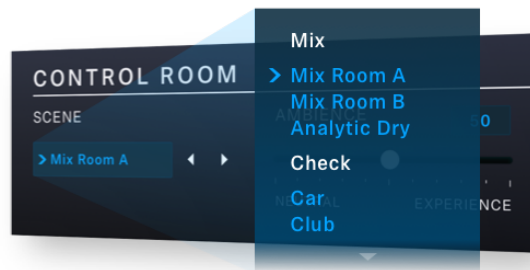 CONTROL ROOM
SCENE
> Mix Room A
Mix
> Mix Room A
Mix Room B
Analytic Dry
Check
Car
Club
AMBIENCE
50
NEUTRAL
EXPERIENCE